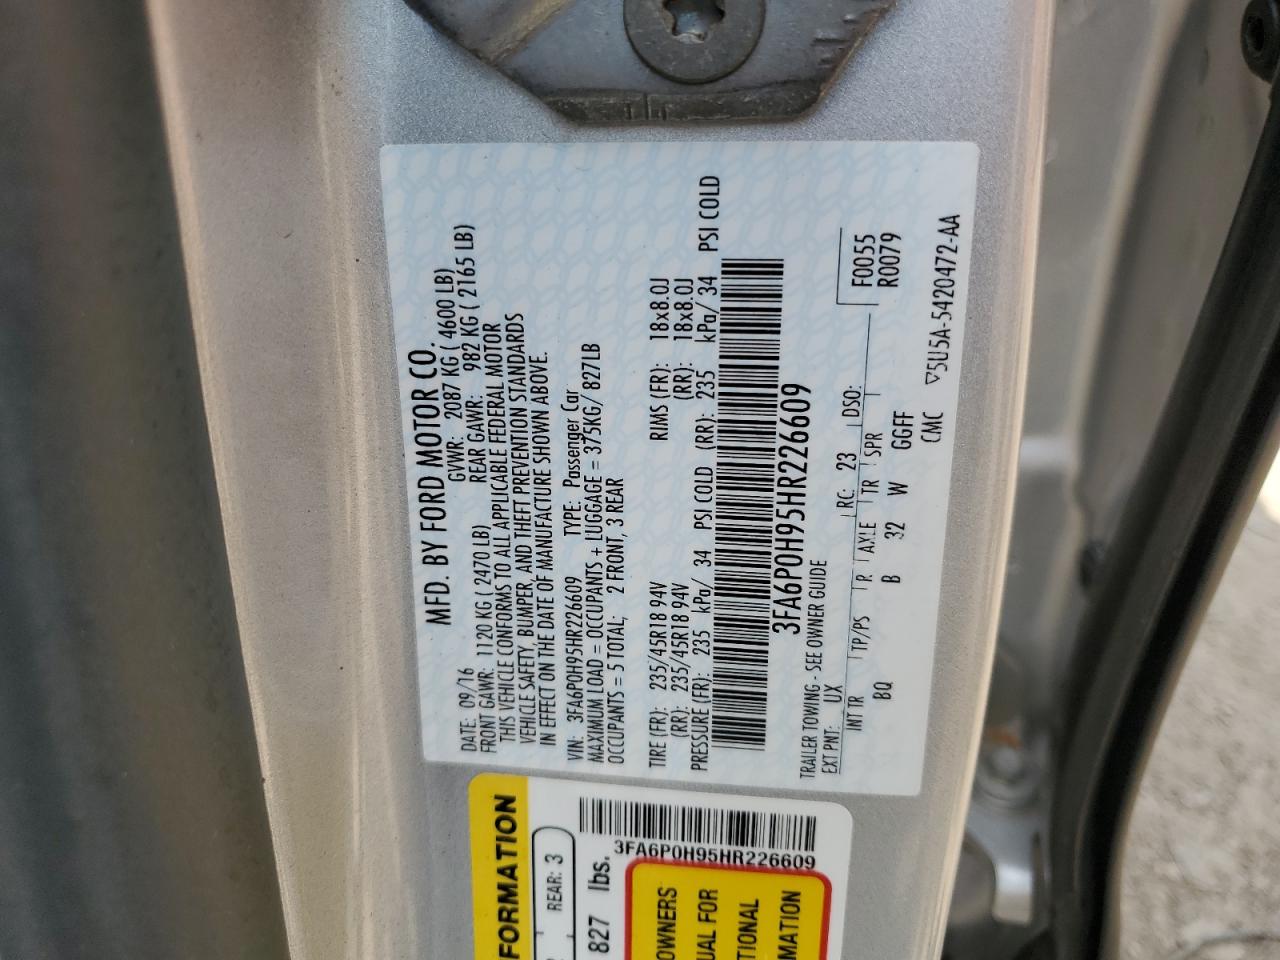 MFD. BY FORD MOTOR CO.
DATE: 09/16 GVWR: 2087 KG ( 4600 LB)
FRONT GAWR: 1120 KG ( 2470 LB) REAR GAWR: 982 KG ( 2165 LB)
THIS VEHICLE CONFORMS TO ALL APPLICABLE FEDERAL MOTOR
VEHICLE SAFETY, BUMPER, AND THEFT PREVENTION STANDARDS
IN EFFECT ON THE DATE OF MANUFACTURE SHOWN ABOVE.
VIN: 3FA6P0H95HR226609 TYPE: Passenger Car
MAXIMUM LOAD = OCCUPANTS + LUGGAGE = 375KG/ 827LB
OCCUPANTS = 5 TOTAL; 2 FRONT, 3 REAR
TIRE (FR): 235/45R18 94V RIMS (FR): 18x8.0J
(RR): 235/45R18 94V (RR): 18x8.0J
PRESSURE (FR): 235 kPa/ 34 PSI COLD (RR): 235 kPa/ 34 PSI COLD
3FA6P0H95HR226609
TRAILER TOWING - SEE OWNER GUIDE
EXT PNT: UX RC: 23 DSO: F0055
INT TR TP/PS R AXLE TR SPR R0079
BQ B 32 W GGFF
CMC ▽5U5A-5420472-AA
FORMATION
REAR: 3
827 lbs.
3FA6P0H95HR226609
OWNERS
UAL FOR
TIONAL
MATION